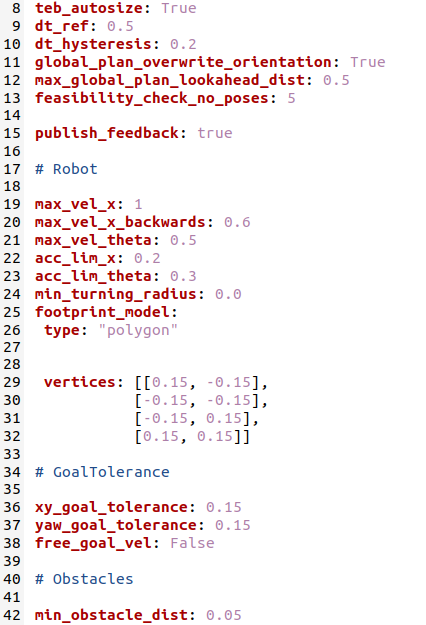 8 teb_autosize: True
9 dt_ref: 0.5
10 dt_hysteresis: 0.2
11 global_plan_overwrite_orientation: True
12 max_global_plan_lookahead_dist: 0.5
13 feasibility_check_no_poses: 5
14
15 publish_feedback: true
16
17 # Robot
18
19 max_vel_x: 1
20 max_vel_x_backwards: 0.6
21 max_vel_theta: 0.5
22 acc_lim_x: 0.2
23 acc_lim_theta: 0.3
24 min_turning_radius: 0.0
25 footprint_model:
26  type: "polygon"
27
28
29  vertices: [[0.15, -0.15],
30            [-0.15, -0.15],
31            [-0.15, 0.15],
32            [0.15, 0.15]]
33
34 # GoalTolerance
35
36 xy_goal_tolerance: 0.15
37 yaw_goal_tolerance: 0.15
38 free_goal_vel: False
39
40 # Obstacles
41
42 min_obstacle_dist: 0.05